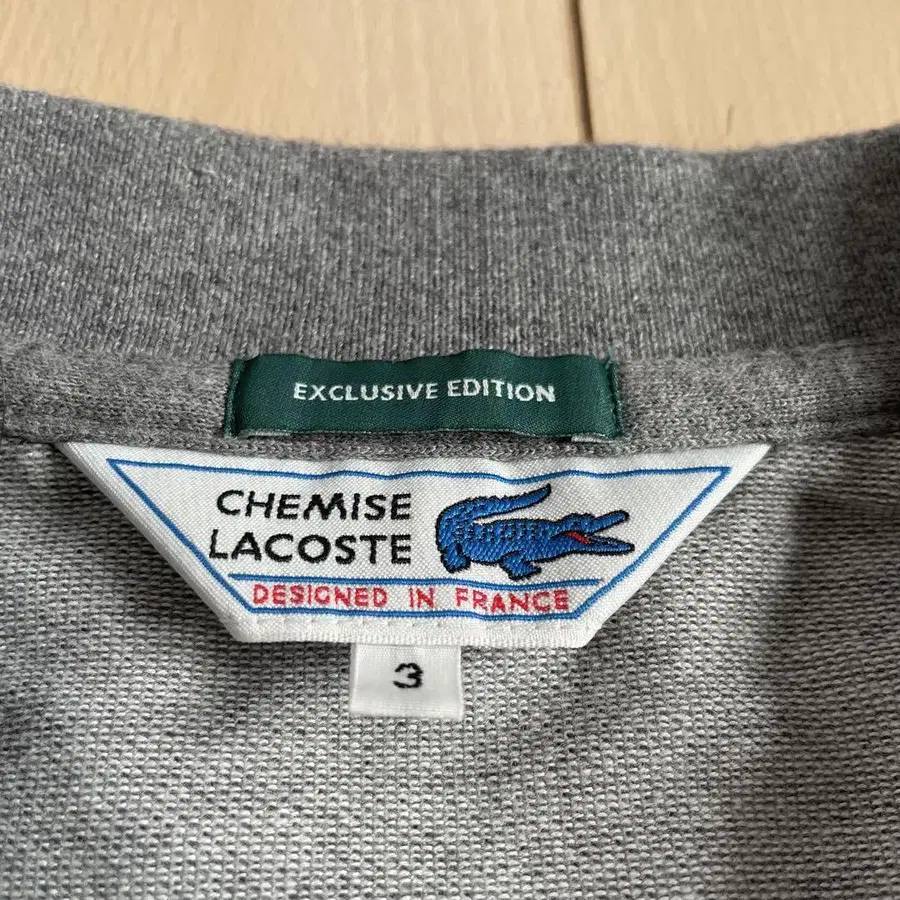 EXCLUSIVE EDITION
CHEMISE
LACOSTE
DESIGNED IN FRANCE
3